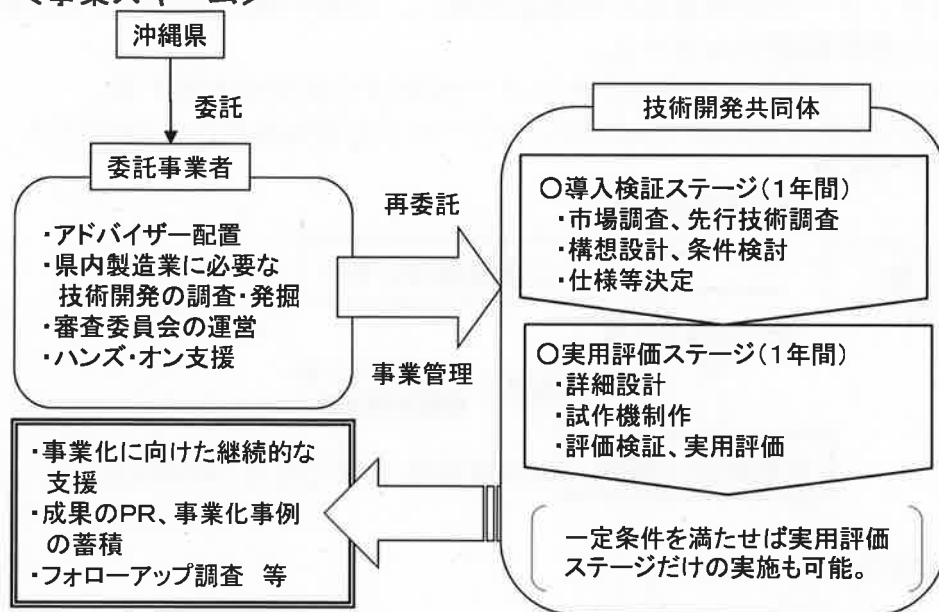 <事業スキーム>
沖縄県
委託
委託事業者
・アドバイザー配置
・県内製造業に必要な
技術開発の調査・発掘
・審査委員会の運営
・ハンズ・オン支援
再委託
事業管理
技術開発共同体
○導入検証ステージ(1年間)
・市場調査、先行技術調査
・構想設計、条件検討
・仕様等決定
○実用評価ステージ(1年間)
・詳細設計
・試作機制作
・評価検証、実用評価
一定条件を満たせば実用評価
ステージだけの実施も可能。
・事業化に向けた継続的な
支援
・成果のPR、事業化事例
の蓄積
・フォローアップ調査 等